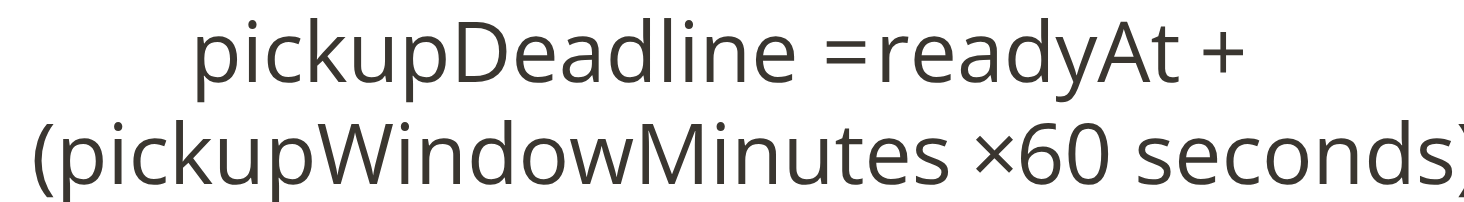 pickupDeadline =readyAt +
(pickupWindowMinutes ×60 seconds)